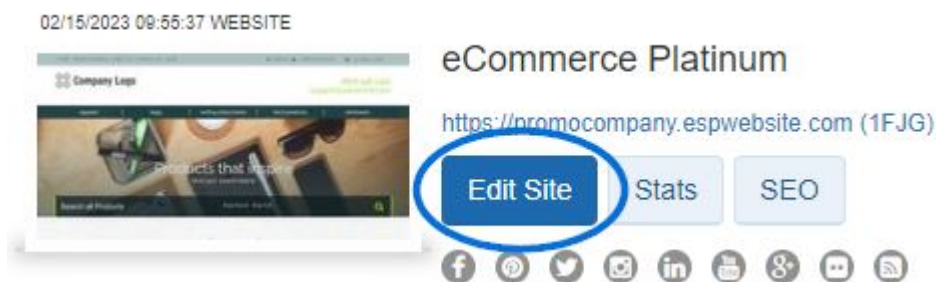 02/15/2023 09:55:37 WEBSITE
eCommerce Platinum
https://promocompany.espwebsite.com (1FJG)
Edit Site Stats SEO
Company Logo
Products that inspire
Search all Products